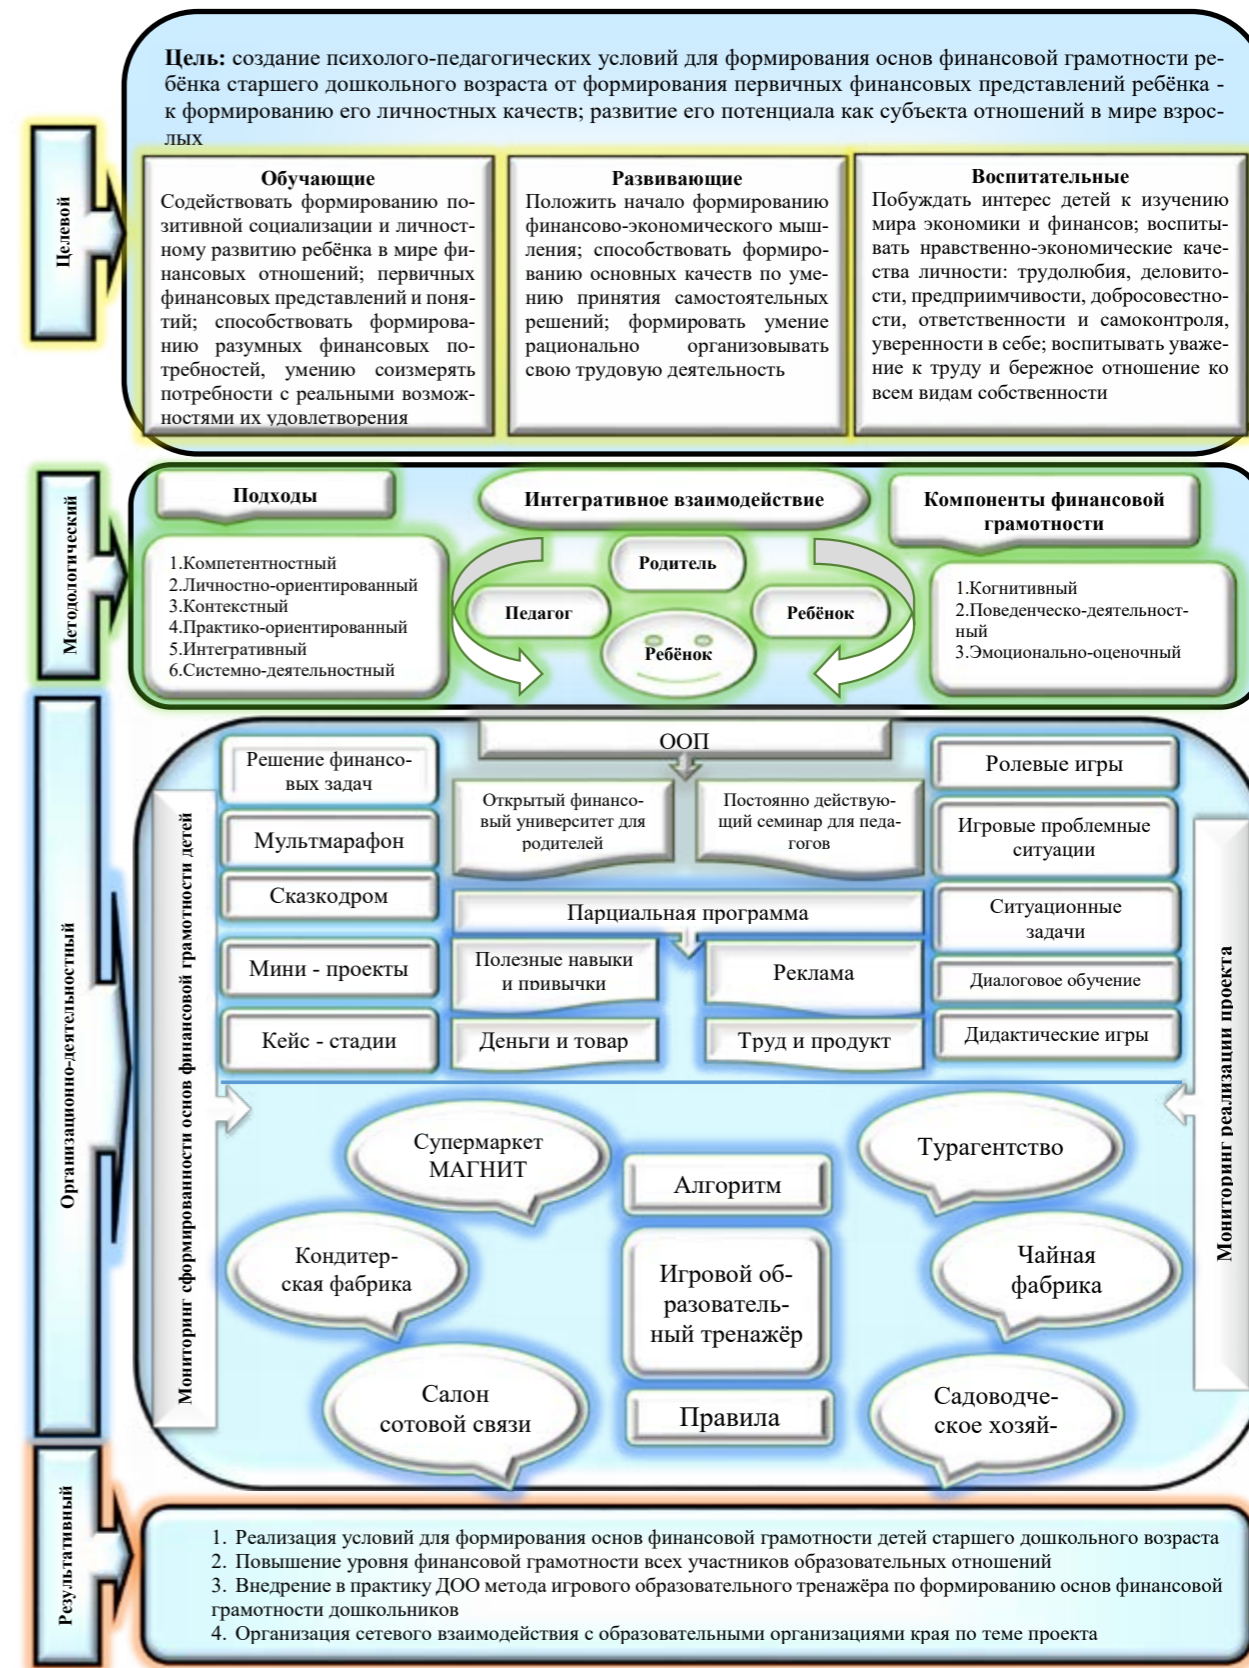 Цель: создание психолого-педагогических условий для формирования основ финансовой грамотности ре-
бёнка старшего дошкольного возраста от формирования первичных финансовых представлений ребёнка -
к формированию его личностных качеств; развитие его потенциала как субъекта отношений в мире взрос-
лых
Целевой
Обучающие
Содействовать формированию по-
зитивной социализации и личност-
ному развитию ребёнка в мире фи-
нансовых отношений; первичных
финансовых представлений и поня-
тий; способствовать формирова-
нию разумных финансовых по-
требностей, умению соизмерять
потребности с реальными возмож-
ностями их удовлетворения
Развивающие
Положить начало формированию
финансово-экономического мыш-
ления; способствовать формиро-
ванию основных качеств по уме-
нию принятия самостоятельных
решений; формировать умение
рационально организовывать
свою трудовую деятельность
Воспитательные
Побуждать интерес детей к изучению
мира экономики и финансов; воспиты-
вать нравственно-экономические каче-
ства личности: трудолюбия, деловито-
сти, предприимчивости, добросовестно-
сти, ответственности и самоконтроля,
уверенности в себе; воспитывать уваже-
ние к труду и бережное отношение ко
всем видам собственности
Методологический
Подходы
1.Компетентностный
2.Личностно-ориентированный
3.Контекстный
4.Практико-ориентированный
5.Интегративный
6.Системно-деятельностный
Интегративное взаимодействие
Родитель
Педагог
Ребёнок
Ребёнок
Компоненты финансовой
грамотности
1.Когнитивный
2.Поведенческо-деятельност-
ный
3.Эмоционально-оценочный
Организационно-деятельностный
Мониторинг сформированности основ финансовой грамотности детей
Решение финансо-
вых задач
Мультмарафон
Сказкодром
Мини - проекты
Кейс - стадии
ООП
Открытый финансо-
вый университет для
родителей
Постоянно действую-
щий семинар для педа-
гогов
Парциальная программа
Полезные навыки
и привычки
Реклама
Деньги и товар
Труд и продукт
Ролевые игры
Игровые проблемные
ситуации
Ситуационные
задачи
Диалоговое обучение
Дидактические игры
Мониторинг реализации проекта
Супермаркет
МАГНИТ
Кондитер-
ская фабрика
Салон
сотовой связи
Алгоритм
Игровой об-
разователь-
ный тренажёр
Правила
Турагентство
Чайная
фабрика
Садоводче-
ское хозяй-
Результативный
1. Реализация условий для формирования основ финансовой грамотности детей старшего дошкольного возраста
2. Повышение уровня финансовой грамотности всех участников образовательных отношений
3. Внедрение в практику ДОО метода игрового образовательного тренажёра по формированию основ финансовой
грамотности дошкольников
4. Организация сетевого взаимодействия с образовательными организациями края по теме проекта